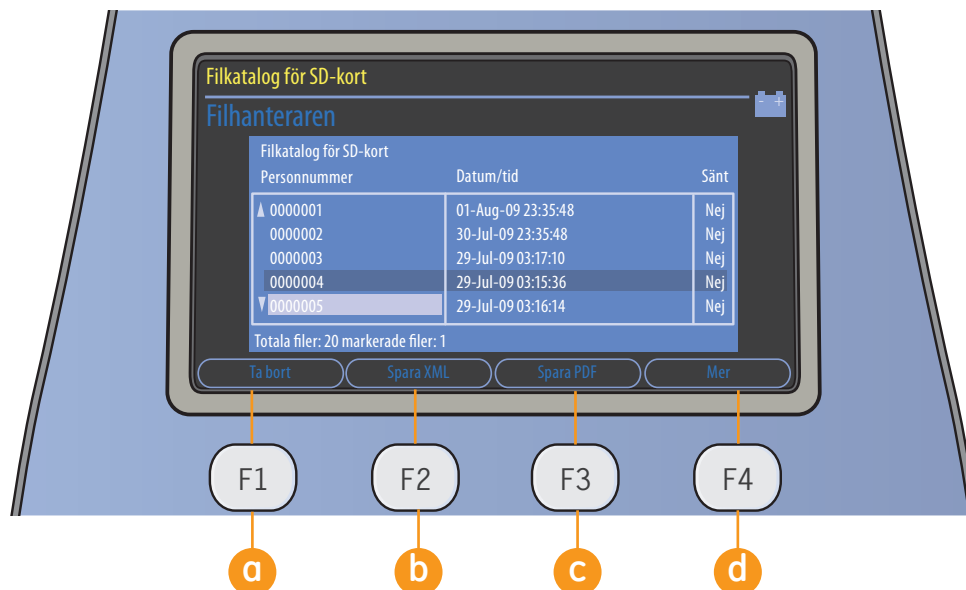 Filkatalog för SD-kort
- +
Filhanteraren
Filkatalog för SD-kort
Personnummer Datum/tid Sänt
0000001 01-Aug-09 23:35:48 Nej
0000002 30-Jul-09 23:35:48 Nej
0000003 29-Jul-09 03:17:10 Nej
0000004 29-Jul-09 03:15:36 Nej
0000005 29-Jul-09 03:16:14 Nej
Totala filer: 20 markerade filer: 1
Ta bort Spara XML Spara PDF Mer
F1 F2 F3 F4
a b c d